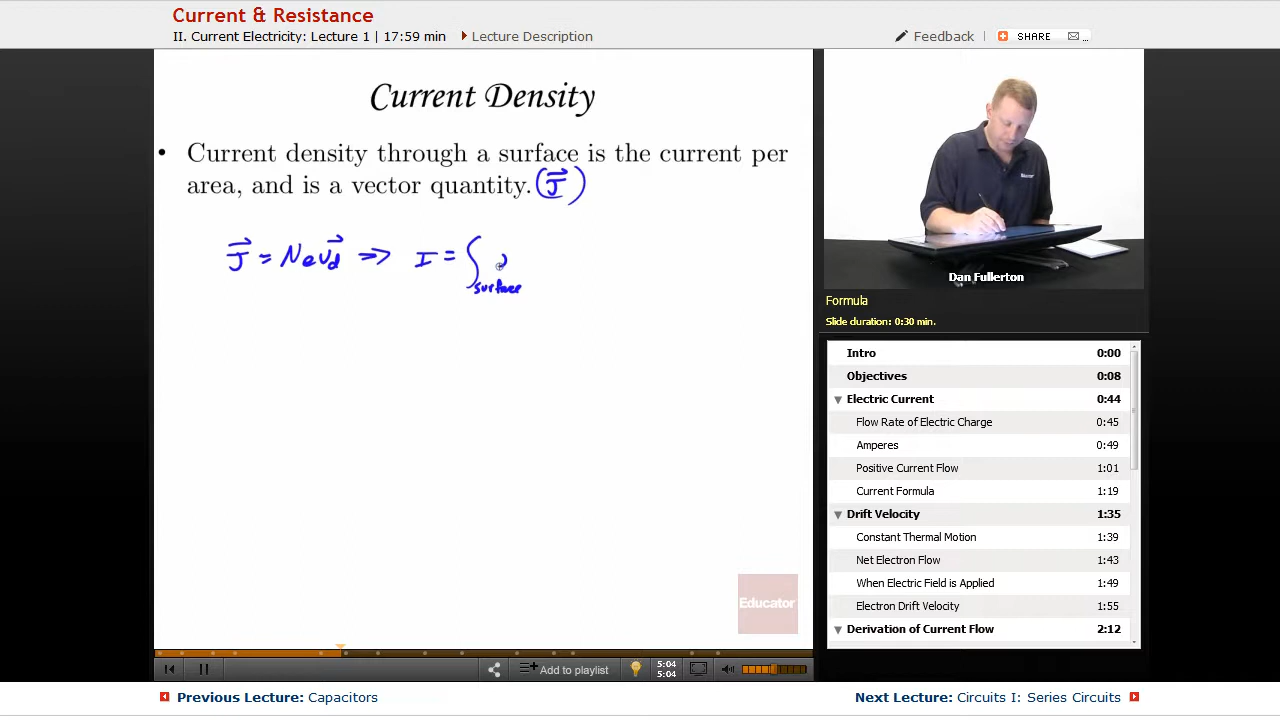 Current & Resistance
II. Current Electricity: Lecture 1 | 17:59 min
Lecture Description
Feedback
SHARE
Current Density
• Current density through a surface is the current per
area, and is a vector quantity. (J⃗)
J⃗ = Nev⃗d ⇒ I = ∫surface
Dan Fullerton
Formula
Slide duration: 0:30 min.
Intro 0:00
Objectives 0:08
Electric Current 0:44
Flow Rate of Electric Charge 0:45
Amperes 0:49
Positive Current Flow 1:01
Current Formula 1:19
Drift Velocity 1:35
Constant Thermal Motion 1:39
Net Electron Flow 1:43
When Electric Field is Applied 1:49
Electron Drift Velocity 1:55
Derivation of Current Flow 2:12
Educator
Add to playlist
5:04
5:04
Previous Lecture: Capacitors
Next Lecture: Circuits I: Series Circuits